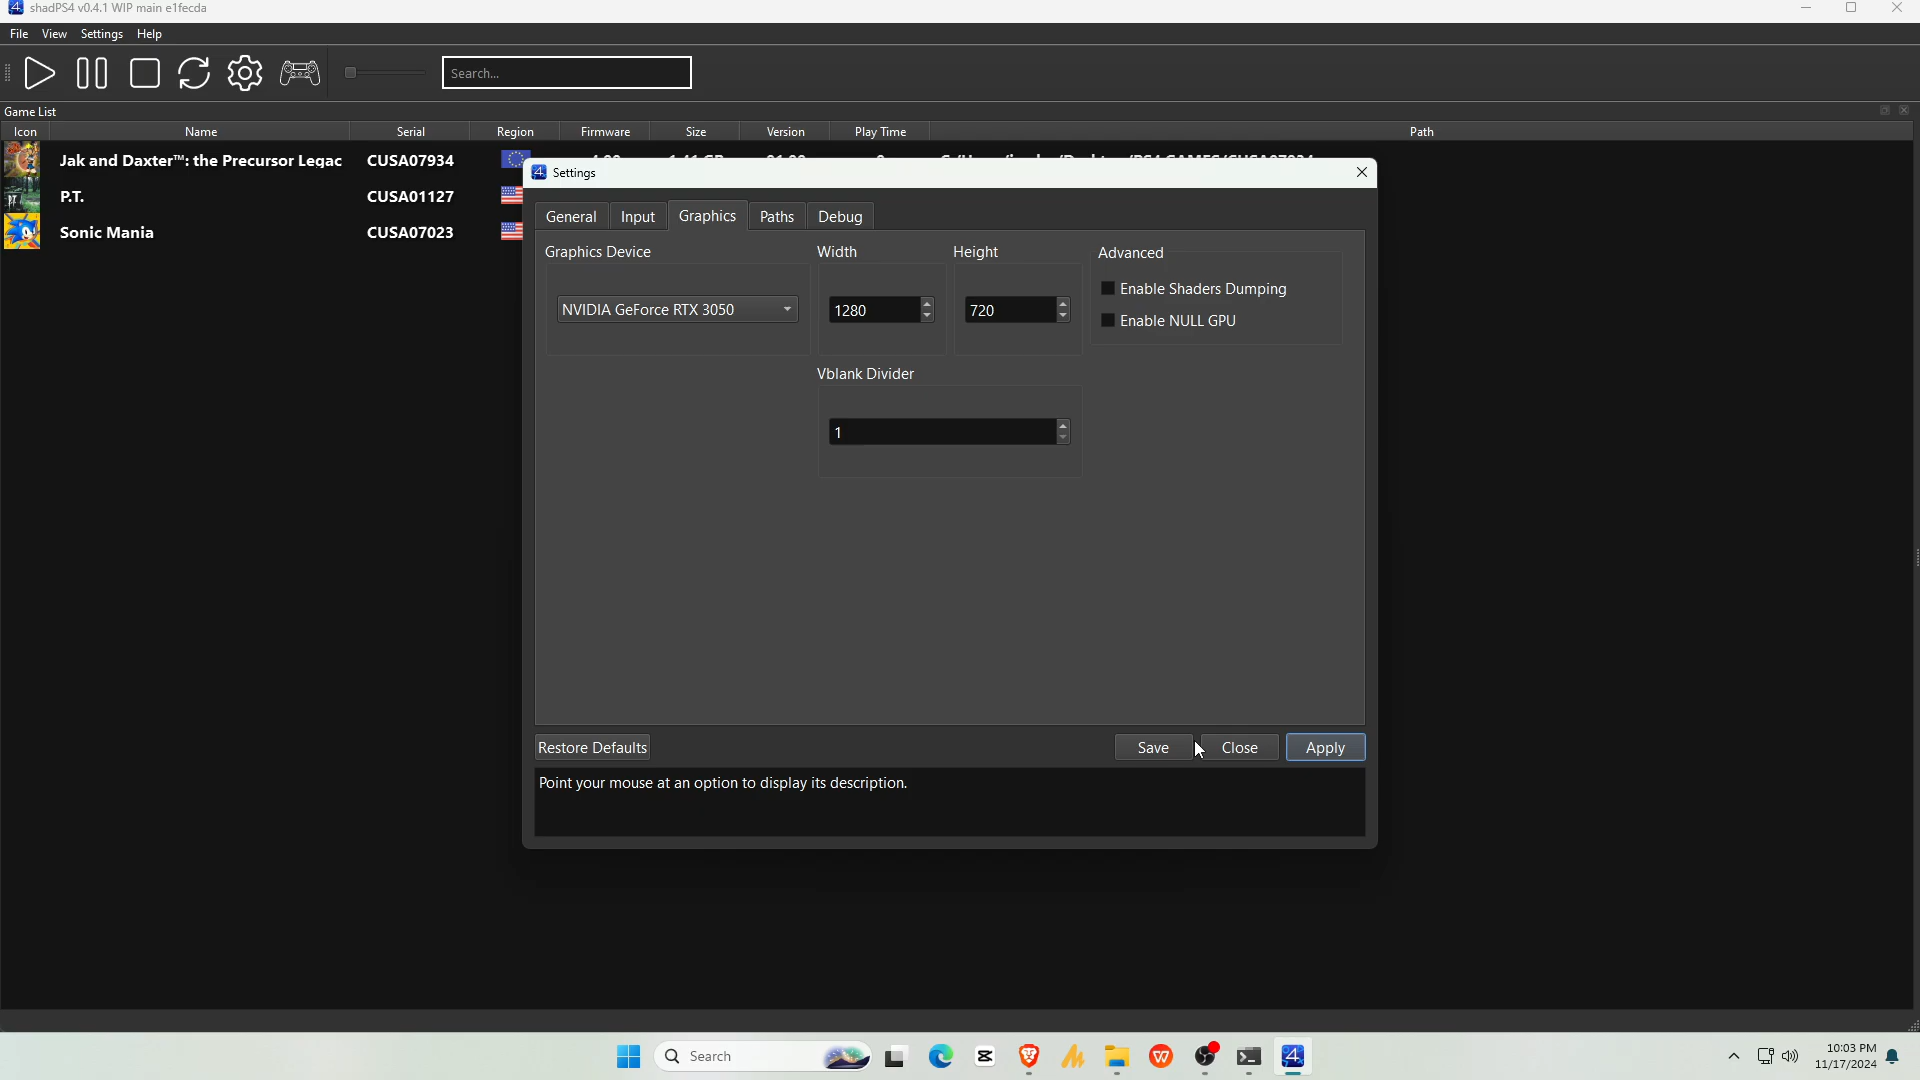 shadPS4 v0.4.1 WIP main e1fecda
File View Settings Help
Search...
Game List
Icon Name Serial Region Firmware Size Version Play Time Path
Jak and Daxter™: the Precursor Legac CUSA07934
P.T. CUSA01127
Sonic Mania CUSA07023
Settings
General Input Graphics Paths Debug
Graphics Device Width Height Advanced
Enable Shaders Dumping
NVIDIA GeForce RTX 3050 1280 720
Enable NULL GPU
Vblank Divider
1
Restore Defaults Save Close Apply
Point your mouse at an option to display its description.
Search
10:03 PM
11/17/2024